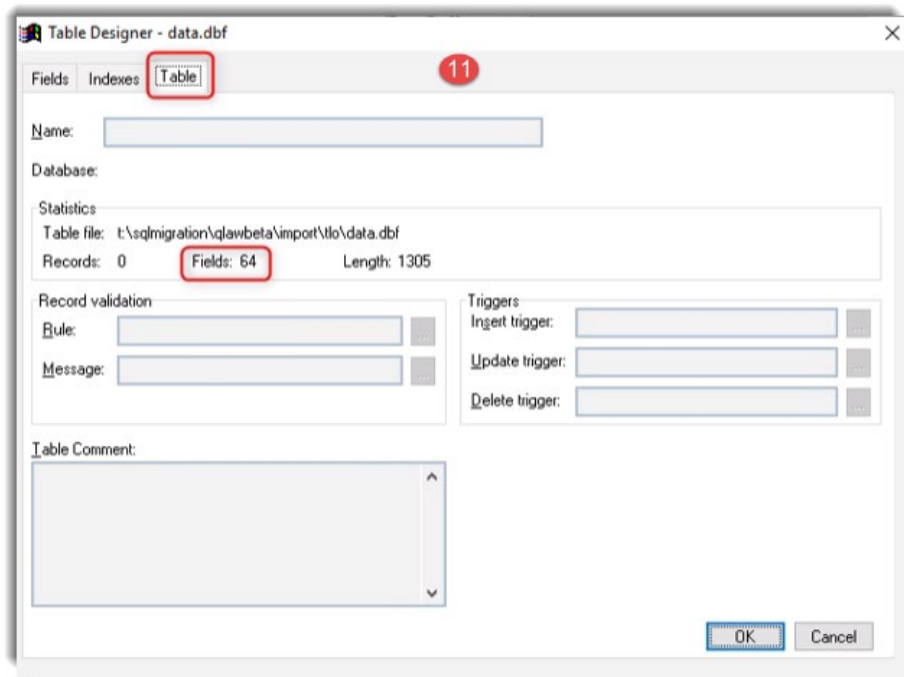 Table Designer - data.dbf
Fields Indexes Table
11
Name:
Database:
Statistics
Table file: t:\sqlmigration\qlawbeta\import\tlo\data.dbf
Records: 0 Fields: 64 Length: 1305
Record validation
Rule: ...
Message: ...
Triggers
Insert trigger: ...
Update trigger: ...
Delete trigger: ...
Table Comment:
OK Cancel